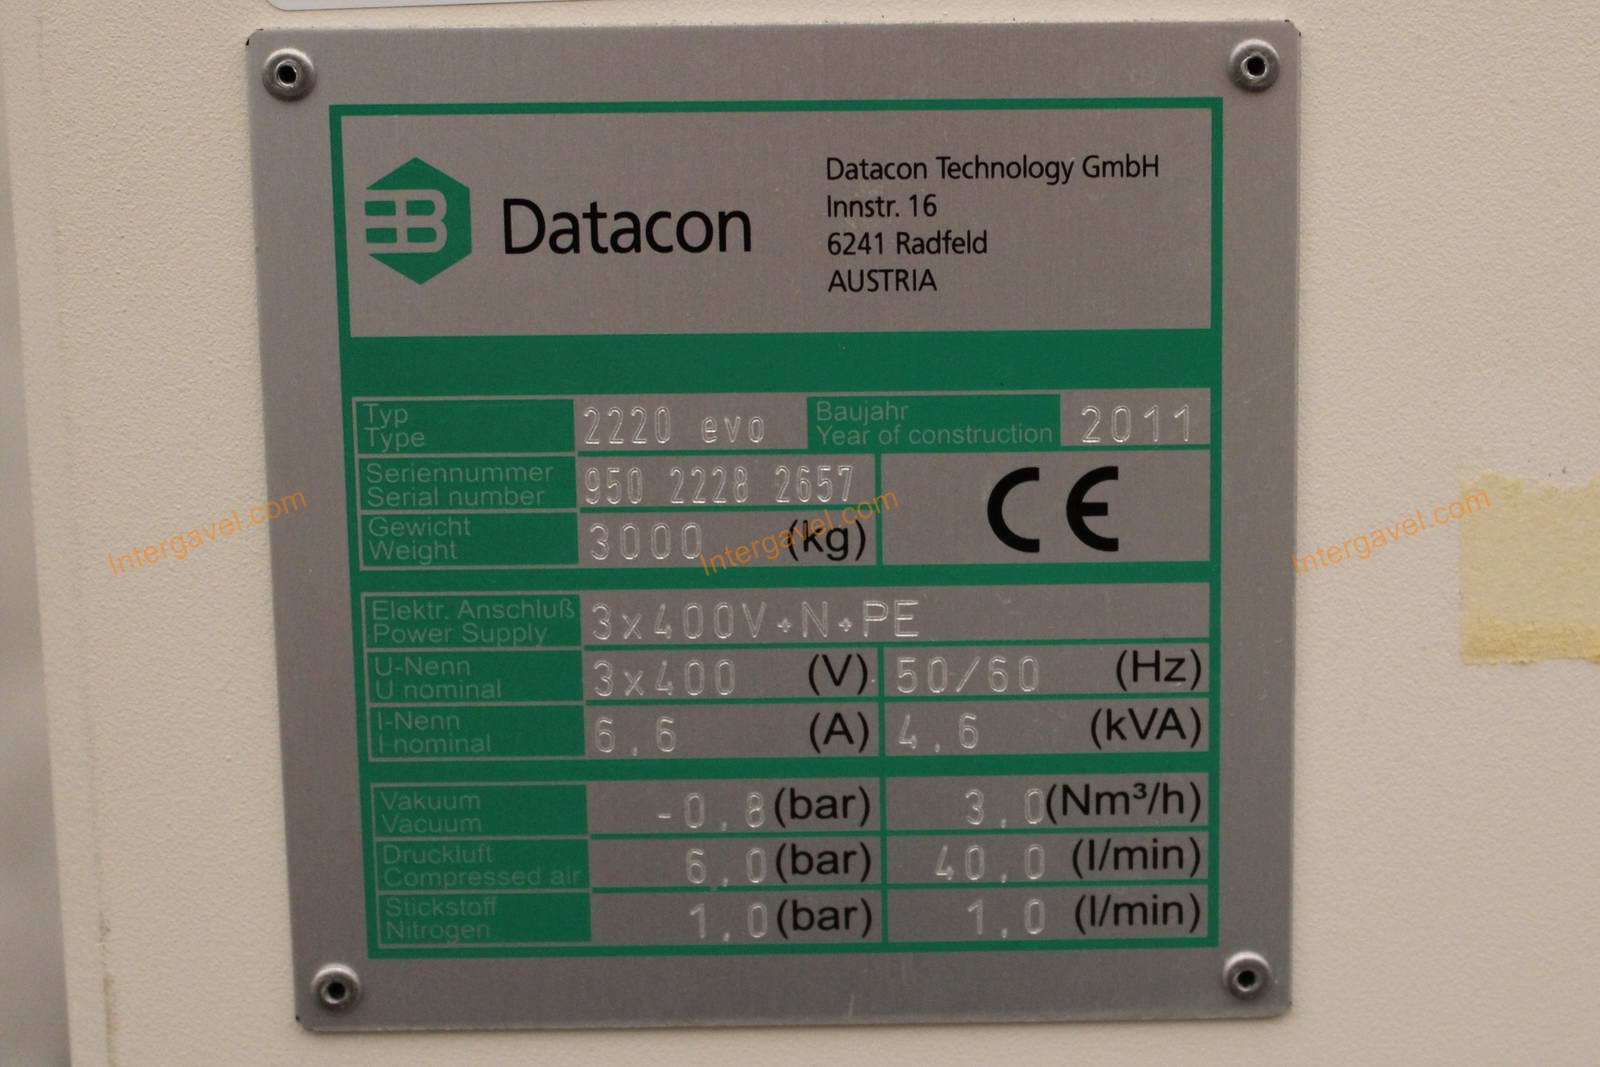 Datacon
Datacon Technology GmbH
Innstr. 16
6241 Radfeld
AUSTRIA
Typ
Type
2220 evo
Baujahr
Year of construction
2011
Seriennummer
Serial number
950 2228 2657
CE
Gewicht
Weight
3000 (kg)
Elektr. Anschluß
Power Supply
3x400V+N+PE
U-Nenn
U nominal
3x400 (V)
50/60 (Hz)
I-Nenn
I nominal
6,6 (A)
4,6 (kVA)
Vakuum
Vacuum
-0,8 (bar)
3,0 (Nm³/h)
Druckluft
Compressed air
6,0 (bar)
40,0 (l/min)
Stickstoff
Nitrogen
1,0 (bar)
1,0 (l/min)
Intergavel.com
Intergavel.com
Intergavel.com